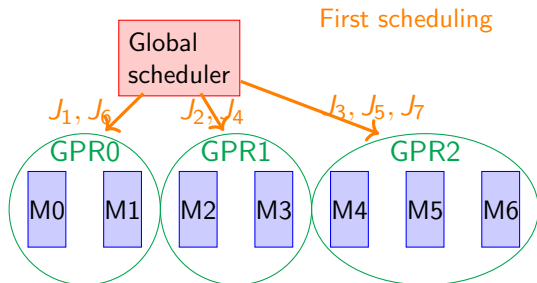 First scheduling
Global
scheduler
J1, J6
J2, J4
J3, J5, J7
GPR0
GPR1
GPR2
M0
M1
M2
M3
M4
M5
M6